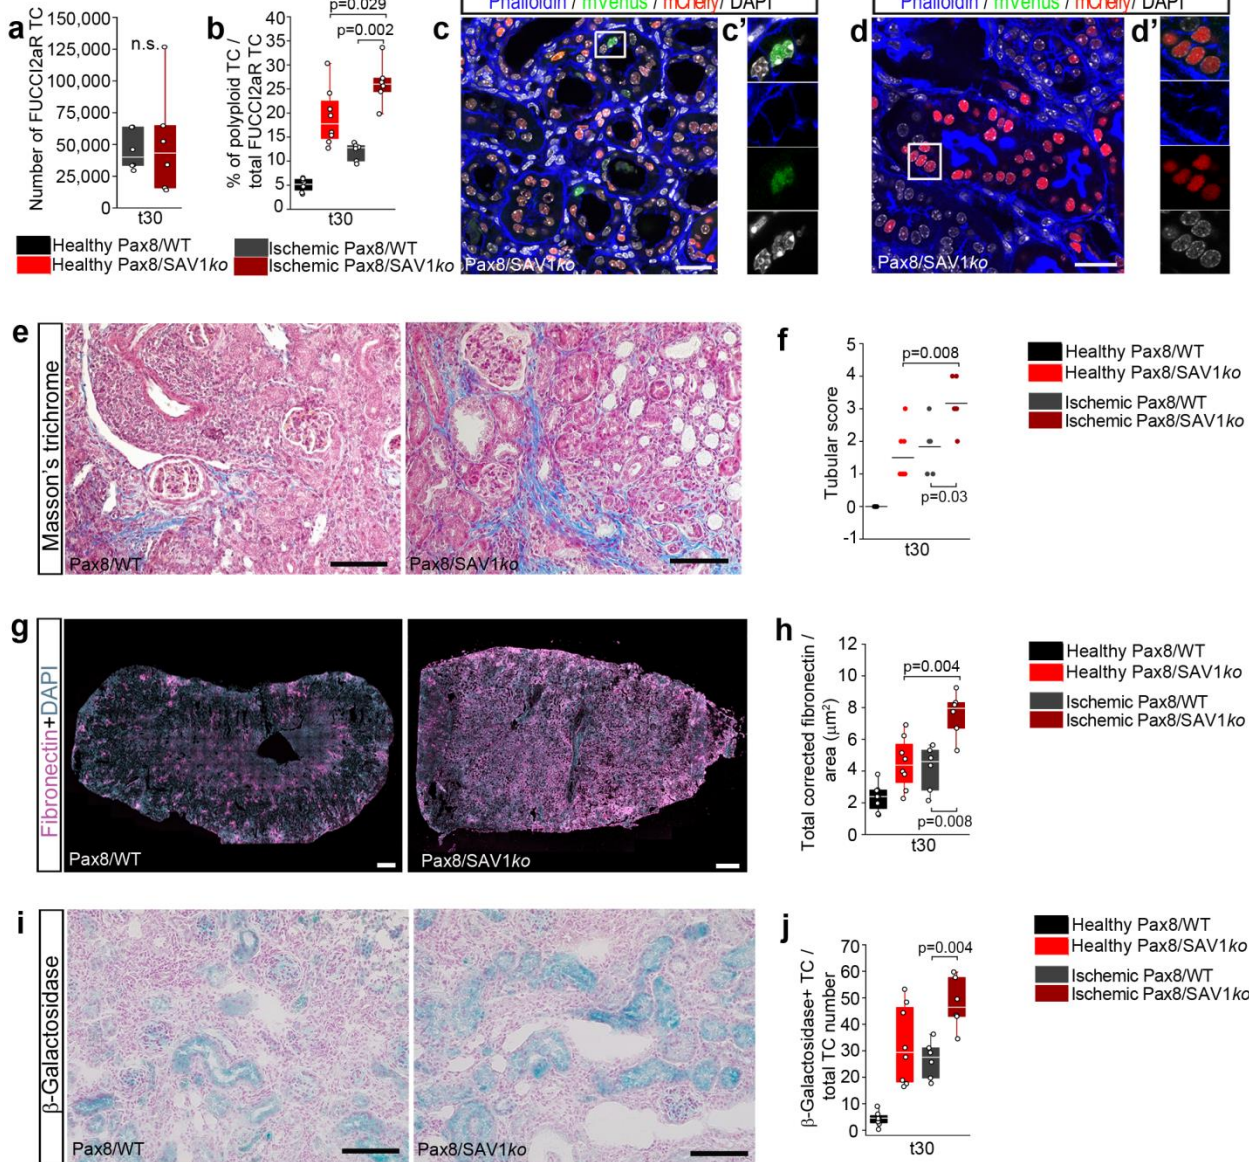 a
Number of FUCCI2aR TC
150,000
125,000
100,000
75,000
50,000
25,000
0
n.s.
t30
b
% of polyploid TC /
total FUCCI2aR TC
40
35
30
25
20
15
10
5
0
p=0.029
p=0.002
t30
Healthy Pax8/WT
Healthy Pax8/SAV1ko
Ischemic Pax8/WT
Ischemic Pax8/SAV1ko
Phalloidin / mVenus / mCherry/ DAPI
c
c'
Pax8/SAV1ko
Phalloidin / mVenus / mCherry/ DAPI
d
d'
Pax8/SAV1ko
e
Masson's trichrome
Pax8/WT
Pax8/SAV1ko
f
Tubular score
5
4
3
2
1
0
-1
p=0.008
p=0.03
t30
Healthy Pax8/WT
Healthy Pax8/SAV1ko
Ischemic Pax8/WT
Ischemic Pax8/SAV1ko
g
Fibronectin+DAPI
Pax8/WT
Pax8/SAV1ko
h
Total corrected fibronectin /
area (μm²)
12
10
8
6
4
2
0
p=0.004
p=0.008
t30
Healthy Pax8/WT
Healthy Pax8/SAV1ko
Ischemic Pax8/WT
Ischemic Pax8/SAV1ko
i
β-Galactosidase
Pax8/WT
Pax8/SAV1ko
j
β-Galactosidase+ TC /
total TC number
70
60
50
40
30
20
10
0
p=0.004
t30
Healthy Pax8/WT
Healthy Pax8/SAV1ko
Ischemic Pax8/WT
Ischemic Pax8/SAV1ko